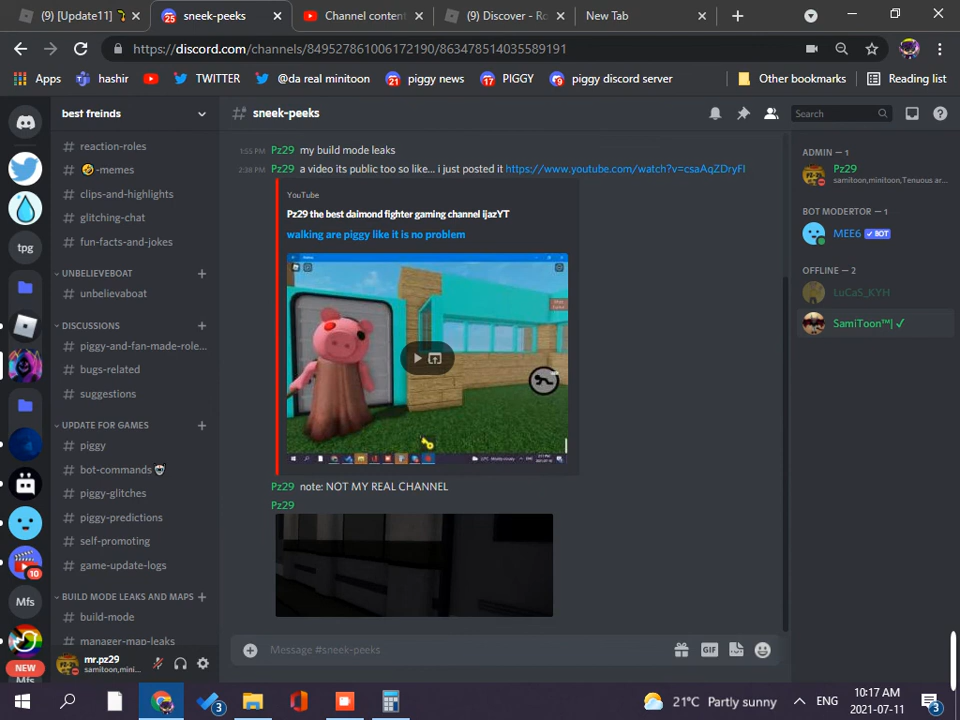 (9) [Update11]
sneek-peeks
Channel content
(9) Discover - Ro
New Tab
https://discord.com/channels/849527861006172190/863478514035589191
Apps
hashir
TWITTER
@da real minitoon
21
piggy news
17
PIGGY
piggy discord server
Other bookmarks
Reading list
best freinds
sneek-peeks
Search
reaction-roles
-memes
clips-and-highlights
glitching-chat
fun-facts-and-jokes
UNBELIEVEBOAT
unbelievaboat
DISCUSSIONS
piggy-and-fan-made-role...
bugs-related
suggestions
UPDATE FOR GAMES
piggy
bot-commands
piggy-glitches
piggy-predictions
self-promoting
game-update-logs
BUILD MODE LEAKS AND MAPS
build-mode
manager-map-leaks
tpg
10
Mfs
NEW
Mfs
mr.pz29
samitoon,mini...
1:55 PM Pz29 my build mode leaks
2:38 PM Pz29 a video its public too so like... i just posted it https://www.youtube.com/watch?v=csaAqZDryFI
YouTube
Pz29 the best daimond fighter gaming channel ijazYT
walking are piggy like it is no problem
Pz29 note: NOT MY REAL CHANNEL
Pz29
Message #sneek-peeks
GIF
ADMIN — 1
Pz29
samitoon,minitoon,Tenuous ar...
BOT MODERTOR — 1
MEE6 ✓ BOT
OFFLINE — 2
LuCaS_KYH
SamiToon™| ✓
3
21°C Partly sunny
ENG
10:17 AM
2021-07-11
3